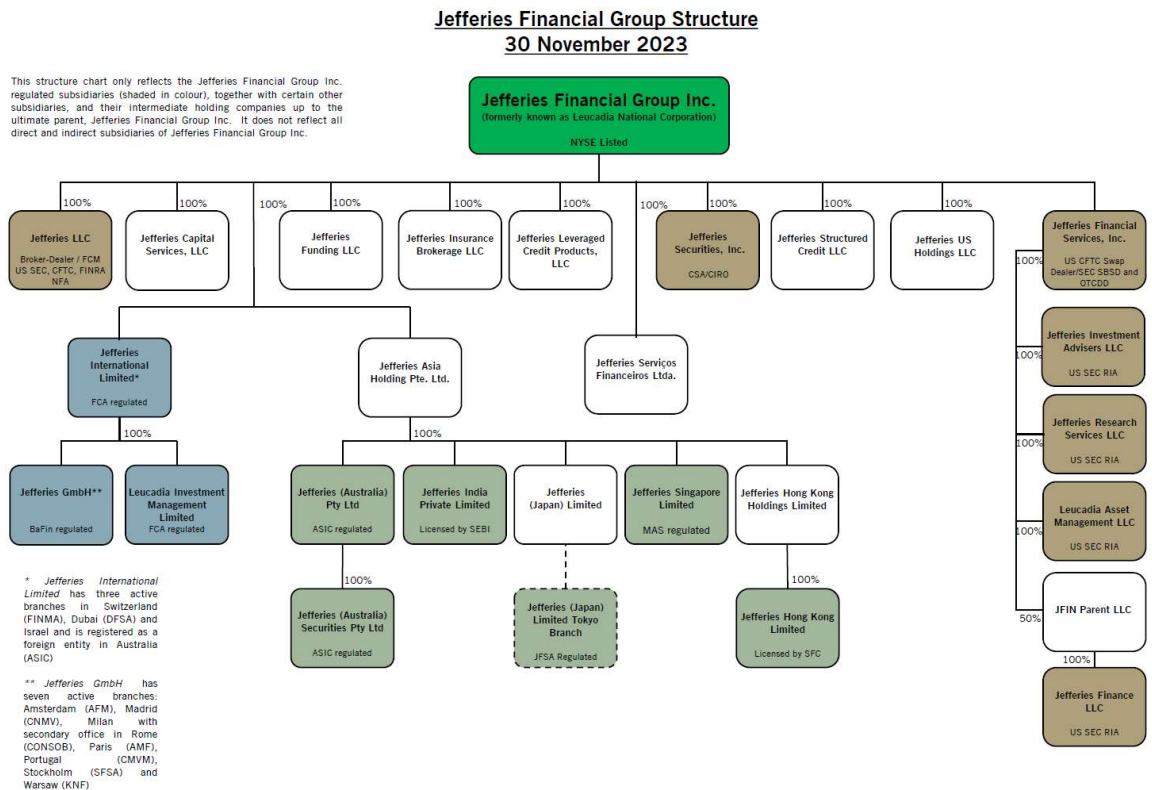 Jefferies Financial Group Structure
30 November 2023
This structure chart only reflects the Jefferies Financial Group Inc.
regulated subsidiaries (shaded in colour), together with certain other
subsidiaries, and their intermediate holding companies up to the
ultimate parent, Jefferies Financial Group Inc. It does not reflect all
direct and indirect subsidiaries of Jefferies Financial Group Inc.
Jefferies Financial Group Inc.
(formerly known as Leucadia National Corporation)
NYSE Listed
100%
100%
100%
100%
100%
100%
100%
100%
100%
100%
Jefferies LLC
Broker-Dealer / FCM
US SEC, CFTC, FINRA
NFA
Jefferies Capital
Services, LLC
Jefferies
Funding LLC
Jefferies Insurance
Brokerage LLC
Jefferies Leveraged
Credit Products,
LLC
Jefferies
Securities, Inc.
CSA/CIRO
Jefferies Structured
Credit LLC
Jefferies US
Holdings LLC
Jefferies Financial
Services, Inc.
US CFTC Swap
Dealer/SEC SBSD and
OTCDD
100%
Jefferies
International
Limited*
FCA regulated
Jefferies Asia
Holding Pte. Ltd.
Jefferies Serviços
Financeiros Ltda.
Jefferies Investment
Advisers LLC
US SEC RIA
100%
100%
100%
Jefferies Research
Services LLC
US SEC RIA
100%
Jefferies GmbH**
BaFin regulated
Leucadia Investment
Management
Limited
FCA regulated
Jefferies (Australia)
Pty Ltd
ASIC regulated
Jefferies India
Private Limited
Licensed by SEBI
Jefferies
(Japan) Limited
Jefferies Singapore
Limited
MAS regulated
Jefferies Hong Kong
Holdings Limited
Leucadia Asset
Management LLC
US SEC RIA
100%
100%
100%
Jefferies (Australia)
Securities Pty Ltd
ASIC regulated
Jefferies (Japan)
Limited Tokyo
Branch
JFSA Regulated
Jefferies Hong Kong
Limited
Licensed by SFC
JFIN Parent LLC
50%
100%
Jefferies Finance
LLC
US SEC RIA
* Jefferies International
Limited has three active
branches in Switzerland
(FINMA), Dubai (DFSA) and
Israel and is registered as a
foreign entity in Australia
(ASIC)
** Jefferies GmbH has
seven active branches:
Amsterdam (AFM), Madrid
(CNMV), Milan with
secondary office in Rome
(CONSOB), Paris (AMF),
Portugal (CMVM),
Stockholm (SFSA) and
Warsaw (KNF)